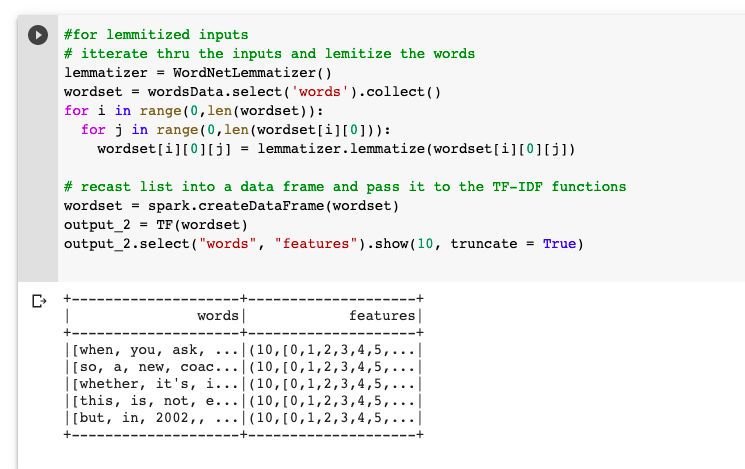 #for lemmitized inputs
# itterate thru the inputs and lemitize the words
lemmatizer = WordNetLemmatizer()
wordset = wordsData.select('words').collect()
for i in range(0,len(wordset)):
  for j in range(0,len(wordset[i][0])):
    wordset[i][0][j] = lemmatizer.lemmatize(wordset[i][0][j])

# recast list into a data frame and pass it to the TF-IDF functions
wordset = spark.createDataFrame(wordset)
output_2 = TF(wordset)
output_2.select("words", "features").show(10, truncate = True)

+--------------------+--------------------+
|               words|            features|
+--------------------+--------------------+
|[when, you, ask, ...|(10,[0,1,2,3,4,5,...|
|[so, a, new, coac...|(10,[0,1,2,3,4,5,...|
|[whether, it's, i...|(10,[0,1,2,3,4,5,...|
|[this, is, not, e...|(10,[0,1,2,3,4,5,...|
|[but, in, 2002,, ...|(10,[0,1,2,3,4,5,...|
+--------------------+--------------------+